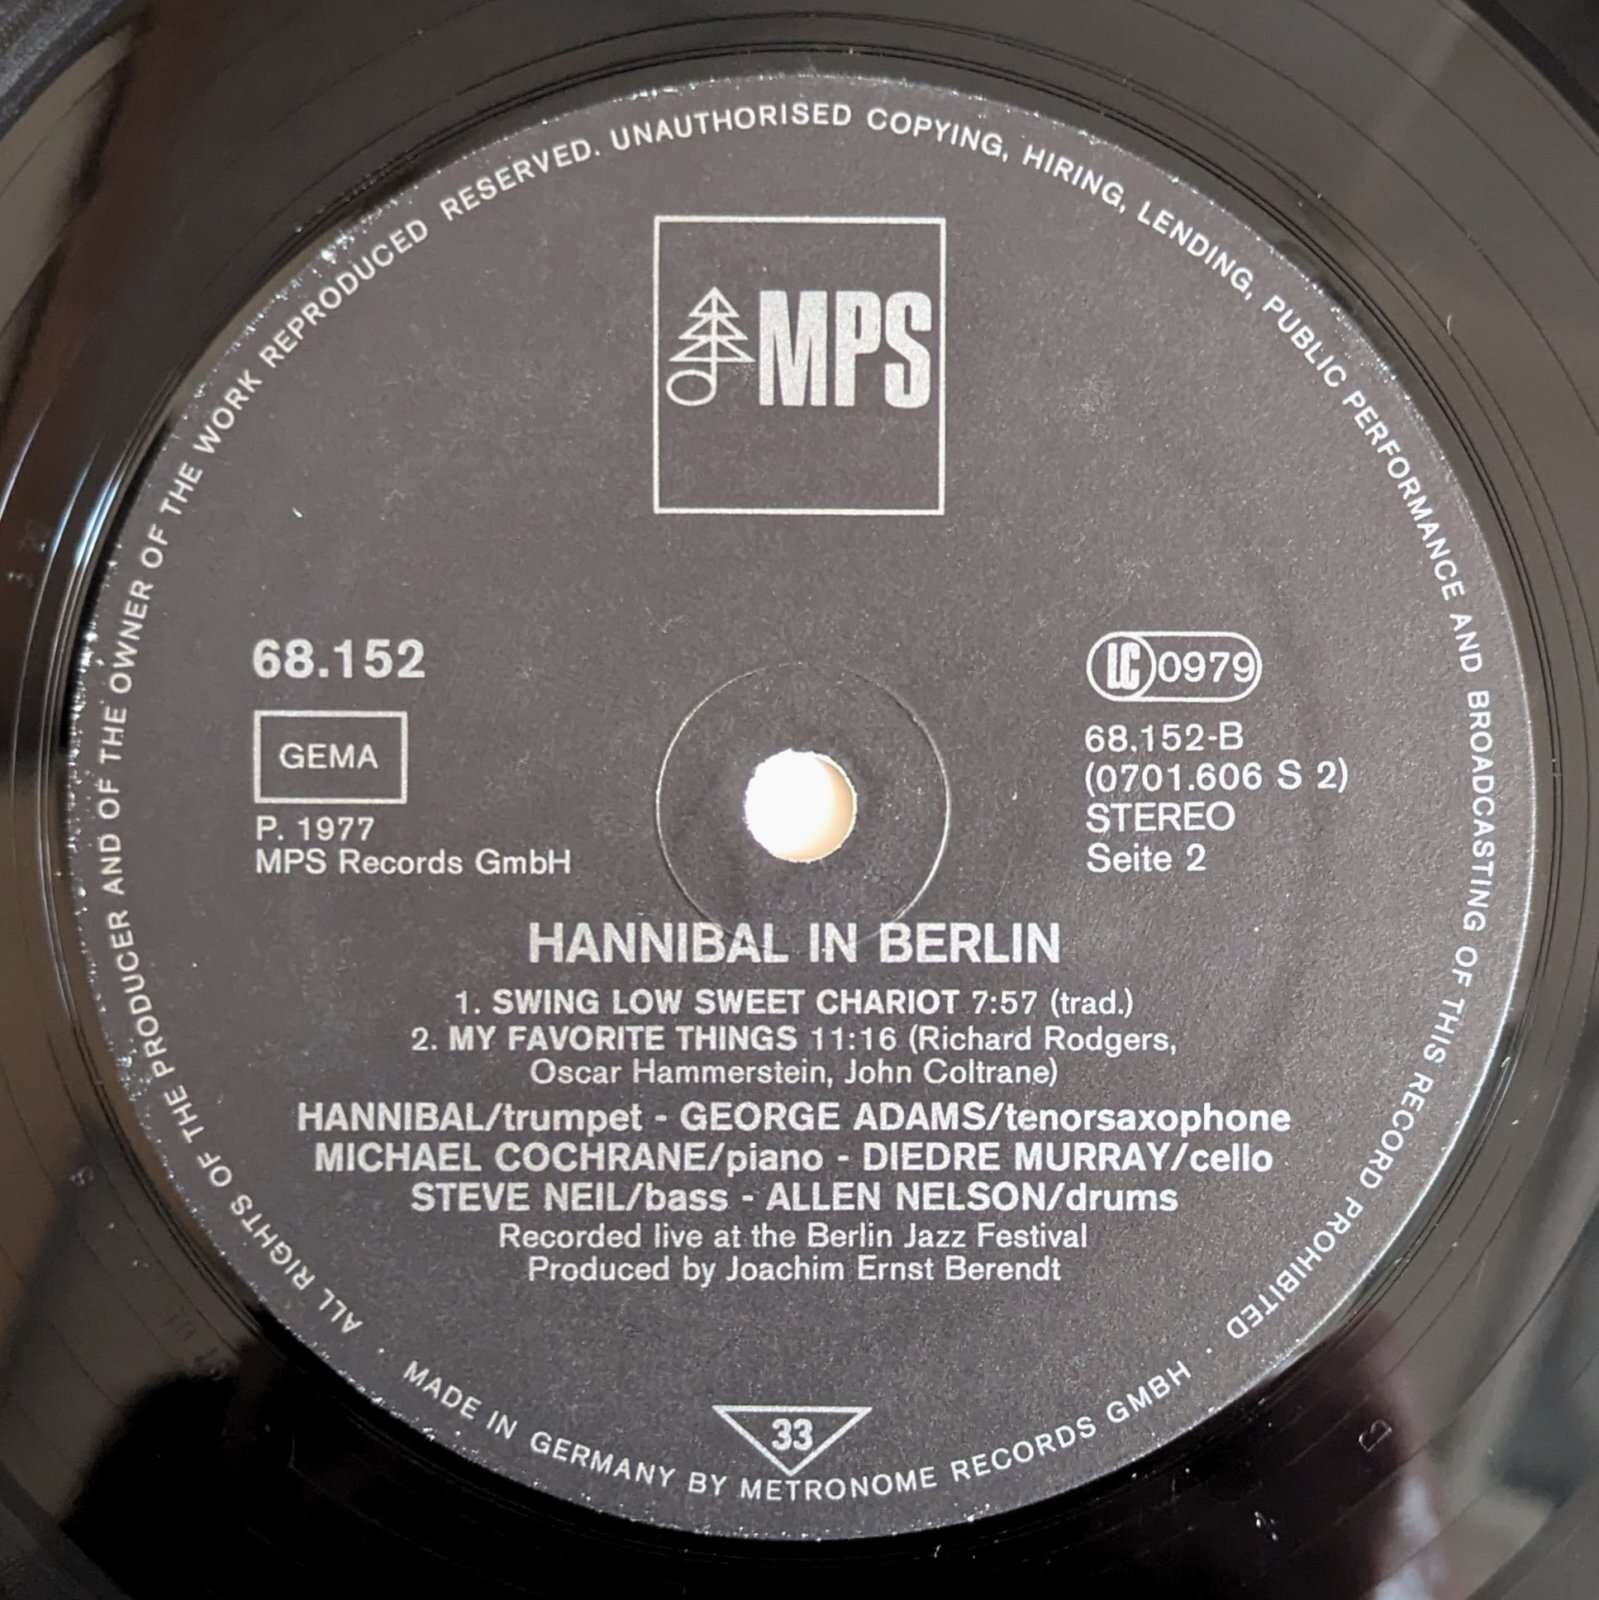 ALL RIGHTS OF THE PRODUCER AND OF THE OWNER OF THE WORK REPRODUCED RESERVED. UNAUTHORISED COPYING, HIRING, LENDING, PUBLIC PERFORMANCE AND BROADCASTING OF THIS RECORD PROHIBITED
MPS
68.152
GEMA
P. 1977
MPS Records GmbH
LC 0979
68.152-B
(0701.606 S 2)
STEREO
Seite 2
HANNIBAL IN BERLIN
1. SWING LOW SWEET CHARIOT 7:57 (trad.)
2. MY FAVORITE THINGS 11:16 (Richard Rodgers,
Oscar Hammerstein, John Coltrane)
HANNIBAL/trumpet - GEORGE ADAMS/tenorsaxophone
MICHAEL COCHRANE/piano - DIEDRE MURRAY/cello
STEVE NEIL/bass - ALLEN NELSON/drums
Recorded live at the Berlin Jazz Festival
Produced by Joachim Ernst Berendt
33
· MADE IN GERMANY BY METRONOME RECORDS GMBH ·